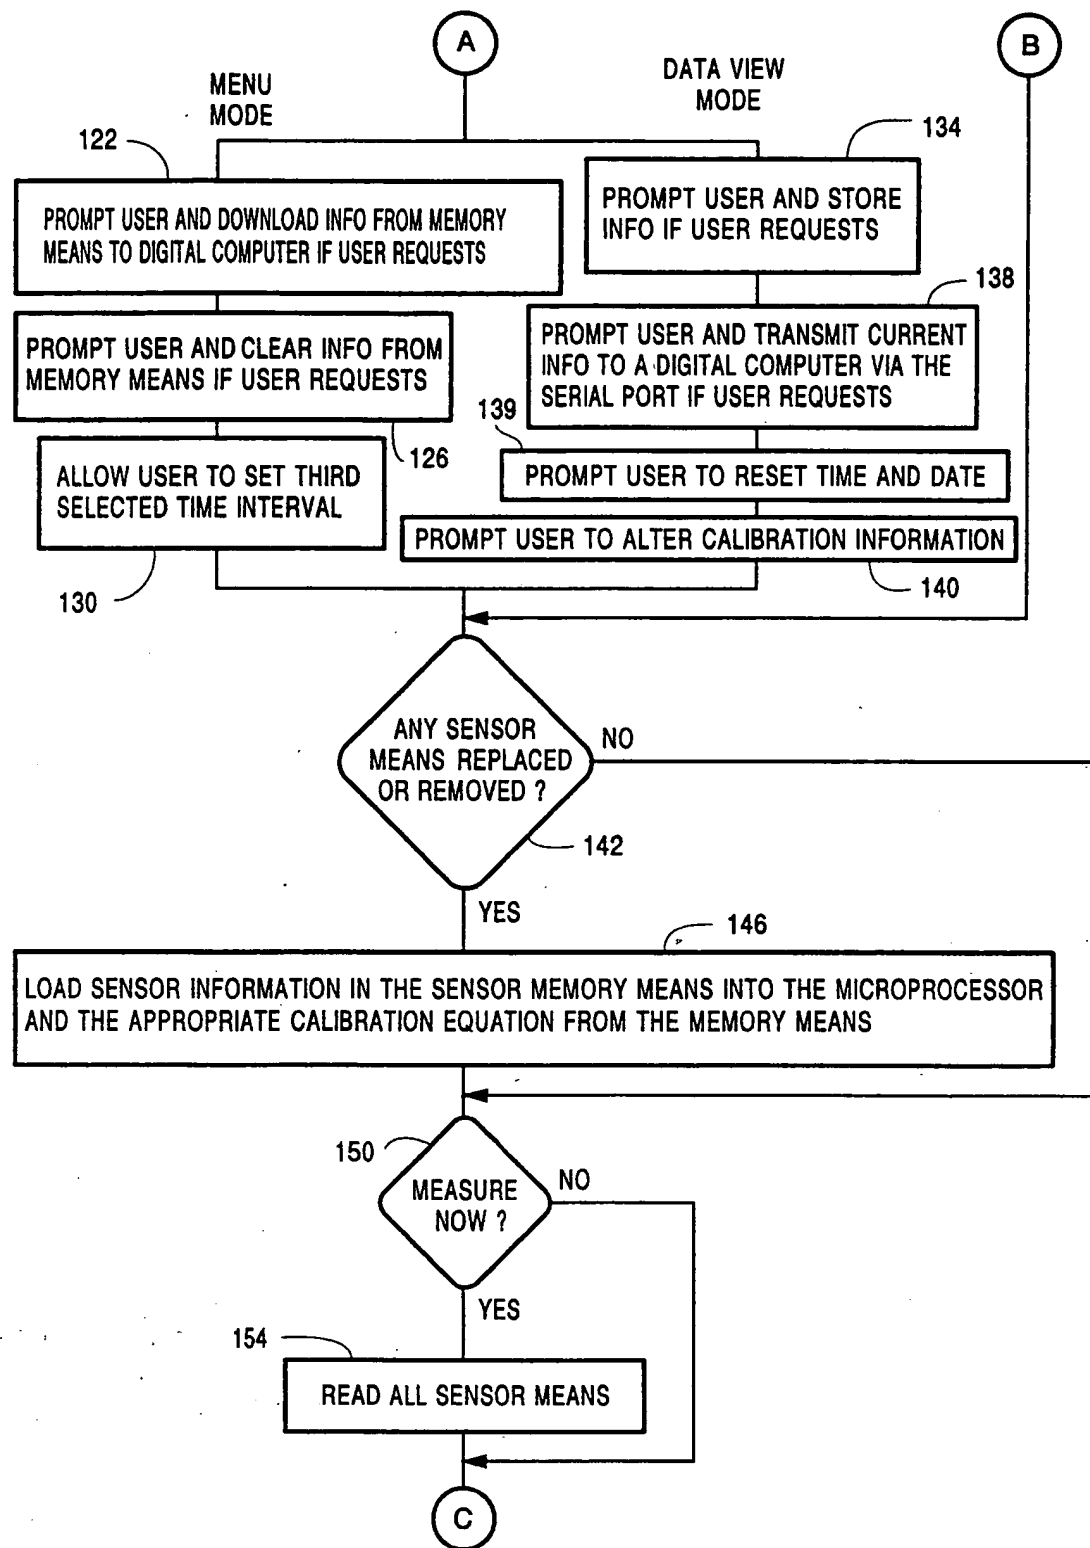 A
B
MENU
MODE
DATA VIEW
MODE
122
134
PROMPT USER AND DOWNLOAD INFO FROM MEMORY
MEANS TO DIGITAL COMPUTER IF USER REQUESTS
PROMPT USER AND STORE
INFO IF USER REQUESTS
138
PROMPT USER AND CLEAR INFO FROM
MEMORY MEANS IF USER REQUESTS
PROMPT USER AND TRANSMIT CURRENT
INFO TO A DIGITAL COMPUTER VIA THE
SERIAL PORT IF USER REQUESTS
139
126
ALLOW USER TO SET THIRD
SELECTED TIME INTERVAL
PROMPT USER TO RESET TIME AND DATE
PROMPT USER TO ALTER CALIBRATION INFORMATION
130
140
ANY SENSOR
MEANS REPLACED
OR REMOVED ?
NO
142
YES
146
LOAD SENSOR INFORMATION IN THE SENSOR MEMORY MEANS INTO THE MICROPROCESSOR
AND THE APPROPRIATE CALIBRATION EQUATION FROM THE MEMORY MEANS
150
MEASURE
NOW ?
NO
YES
154
READ ALL SENSOR MEANS
C